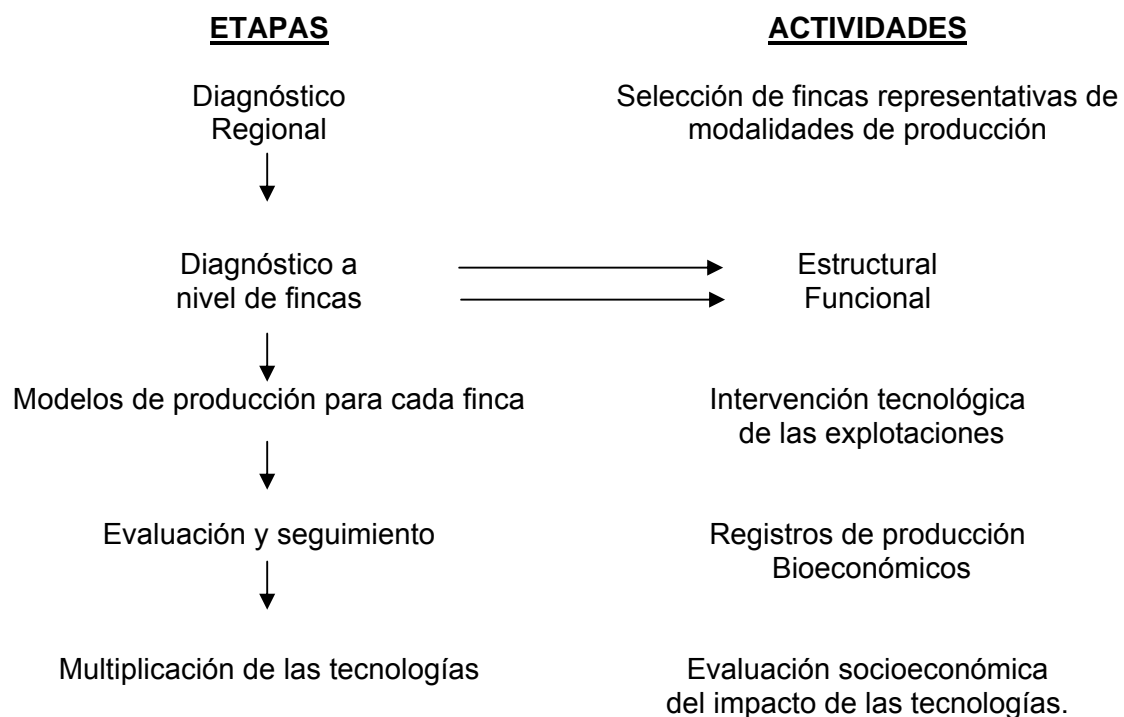 ETAPAS
ACTIVIDADES
Diagnóstico
Regional
Selección de fincas representativas de
modalidades de producción
Diagnóstico a
nivel de fincas
Estructural
Funcional
Modelos de producción para cada finca
Intervención tecnológica
de las explotaciones
Evaluación y seguimiento
Registros de producción
Bioeconómicos
Multiplicación de las tecnologías
Evaluación socioeconómica
del impacto de las tecnologías.